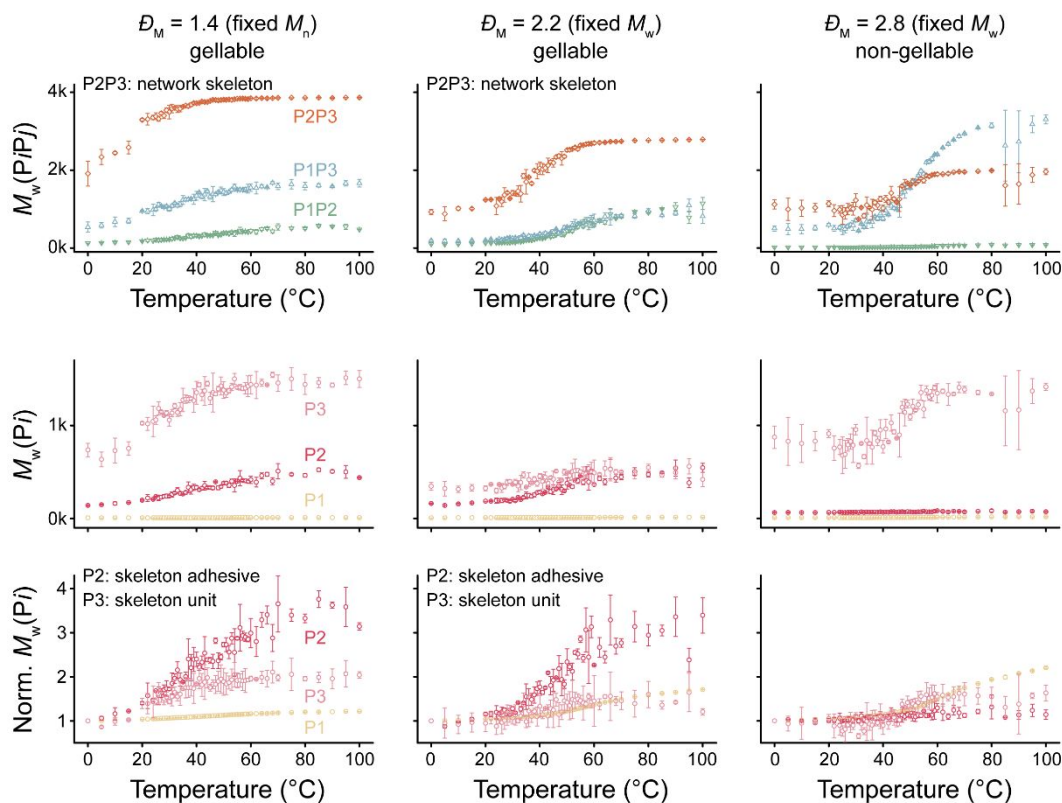 Đ_M = 1.4 (fixed M_n)
gellable
Đ_M = 2.2 (fixed M_w)
gellable
Đ_M = 2.8 (fixed M_w)
non-gellable
M_w(PiPj)
4k
2k
0k
P2P3: network skeleton
P2P3
P1P3
P1P2
0 20 40 60 80 100
Temperature (°C)
P2P3: network skeleton
0 20 40 60 80 100
Temperature (°C)
0 20 40 60 80 100
Temperature (°C)
M_w(Pi)
1k
0k
P3
P2
P1
Norm. M_w(Pi)
4
3
2
1
P2: skeleton adhesive
P3: skeleton unit
P2
P3
P1
0 20 40 60 80 100
Temperature (°C)
P2: skeleton adhesive
P3: skeleton unit
0 20 40 60 80 100
Temperature (°C)
0 20 40 60 80 100
Temperature (°C)